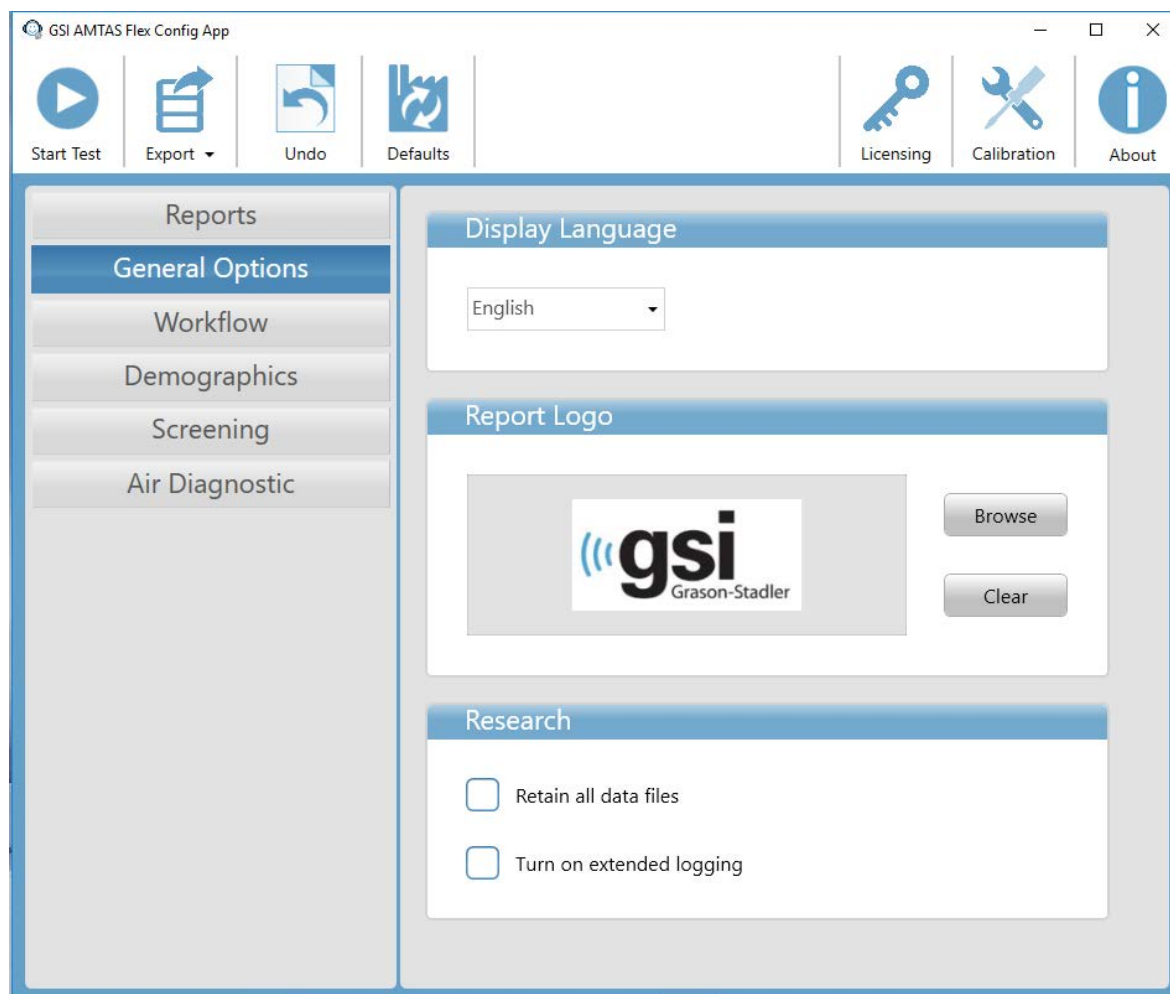 GSI AMTAS Flex Config App
Start Test
Export
Undo
Defaults
Licensing
Calibration
About
Reports
General Options
Workflow
Demographics
Screening
Air Diagnostic
Display Language
English
Report Logo
gsi
Grason-Stadler
Browse
Clear
Research
Retain all data files
Turn on extended logging